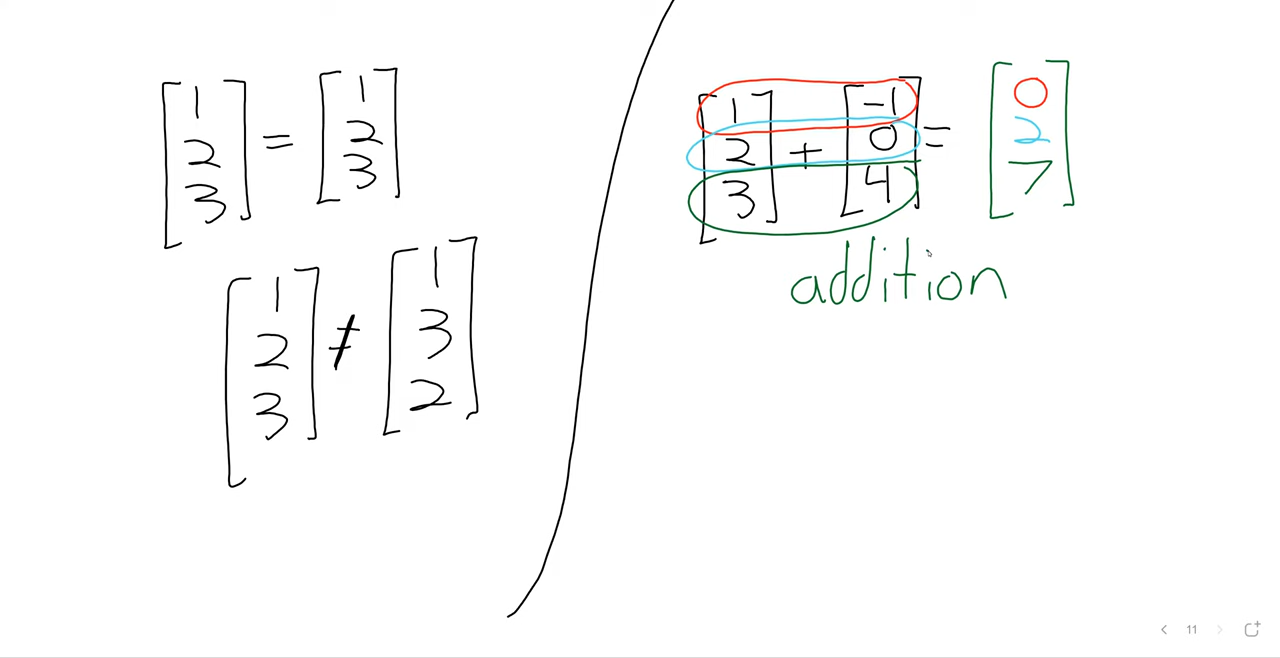 [1 2 3] = [1 2 3]
[1 2 3] ≠ [1 3 2]
[1 2 3] + [-1 0 4] = [0 2 7]
addition
11